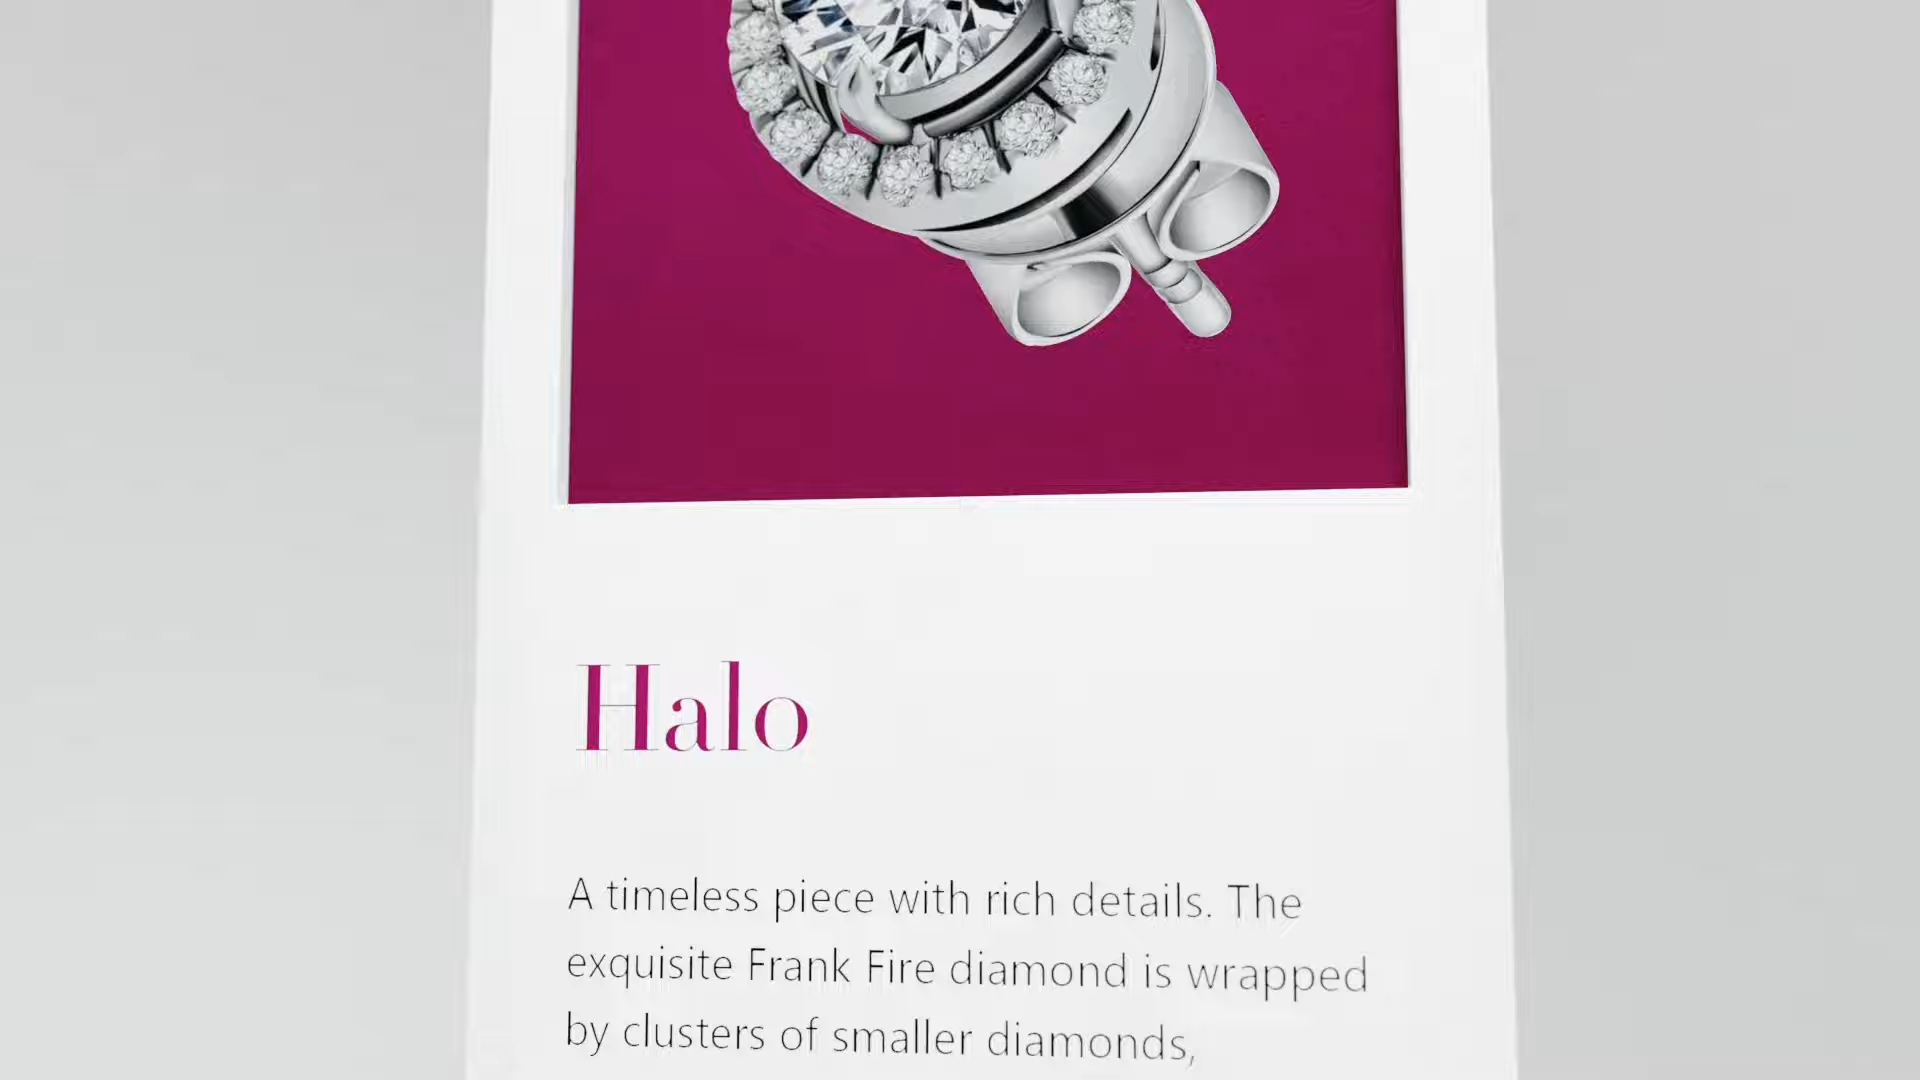 Halo
A timeless piece with rich details. The
exquisite Frank Fire diamond is wrapped
by clusters of smaller diamonds,